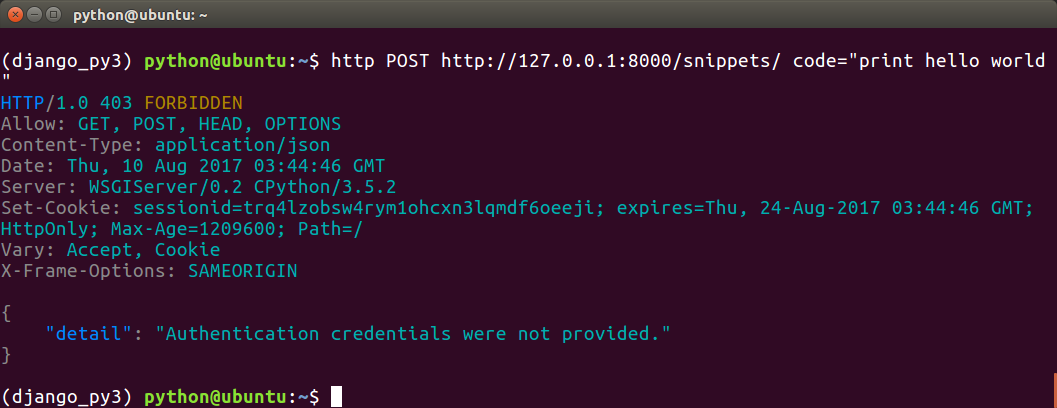 python@ubuntu: ~
(django_py3) python@ubuntu:~$ http POST http://127.0.0.1:8000/snippets/ code="print hello world
"
HTTP/1.0 403 FORBIDDEN
Allow: GET, POST, HEAD, OPTIONS
Content-Type: application/json
Date: Thu, 10 Aug 2017 03:44:46 GMT
Server: WSGIServer/0.2 CPython/3.5.2
Set-Cookie: sessionid=trq4lzobsw4rym1ohcxn3lqmdf6oeeji; expires=Thu, 24-Aug-2017 03:44:46 GMT;
HttpOnly; Max-Age=1209600; Path=/
Vary: Accept, Cookie
X-Frame-Options: SAMEORIGIN
{
    "detail": "Authentication credentials were not provided."
}
(django_py3) python@ubuntu:~$